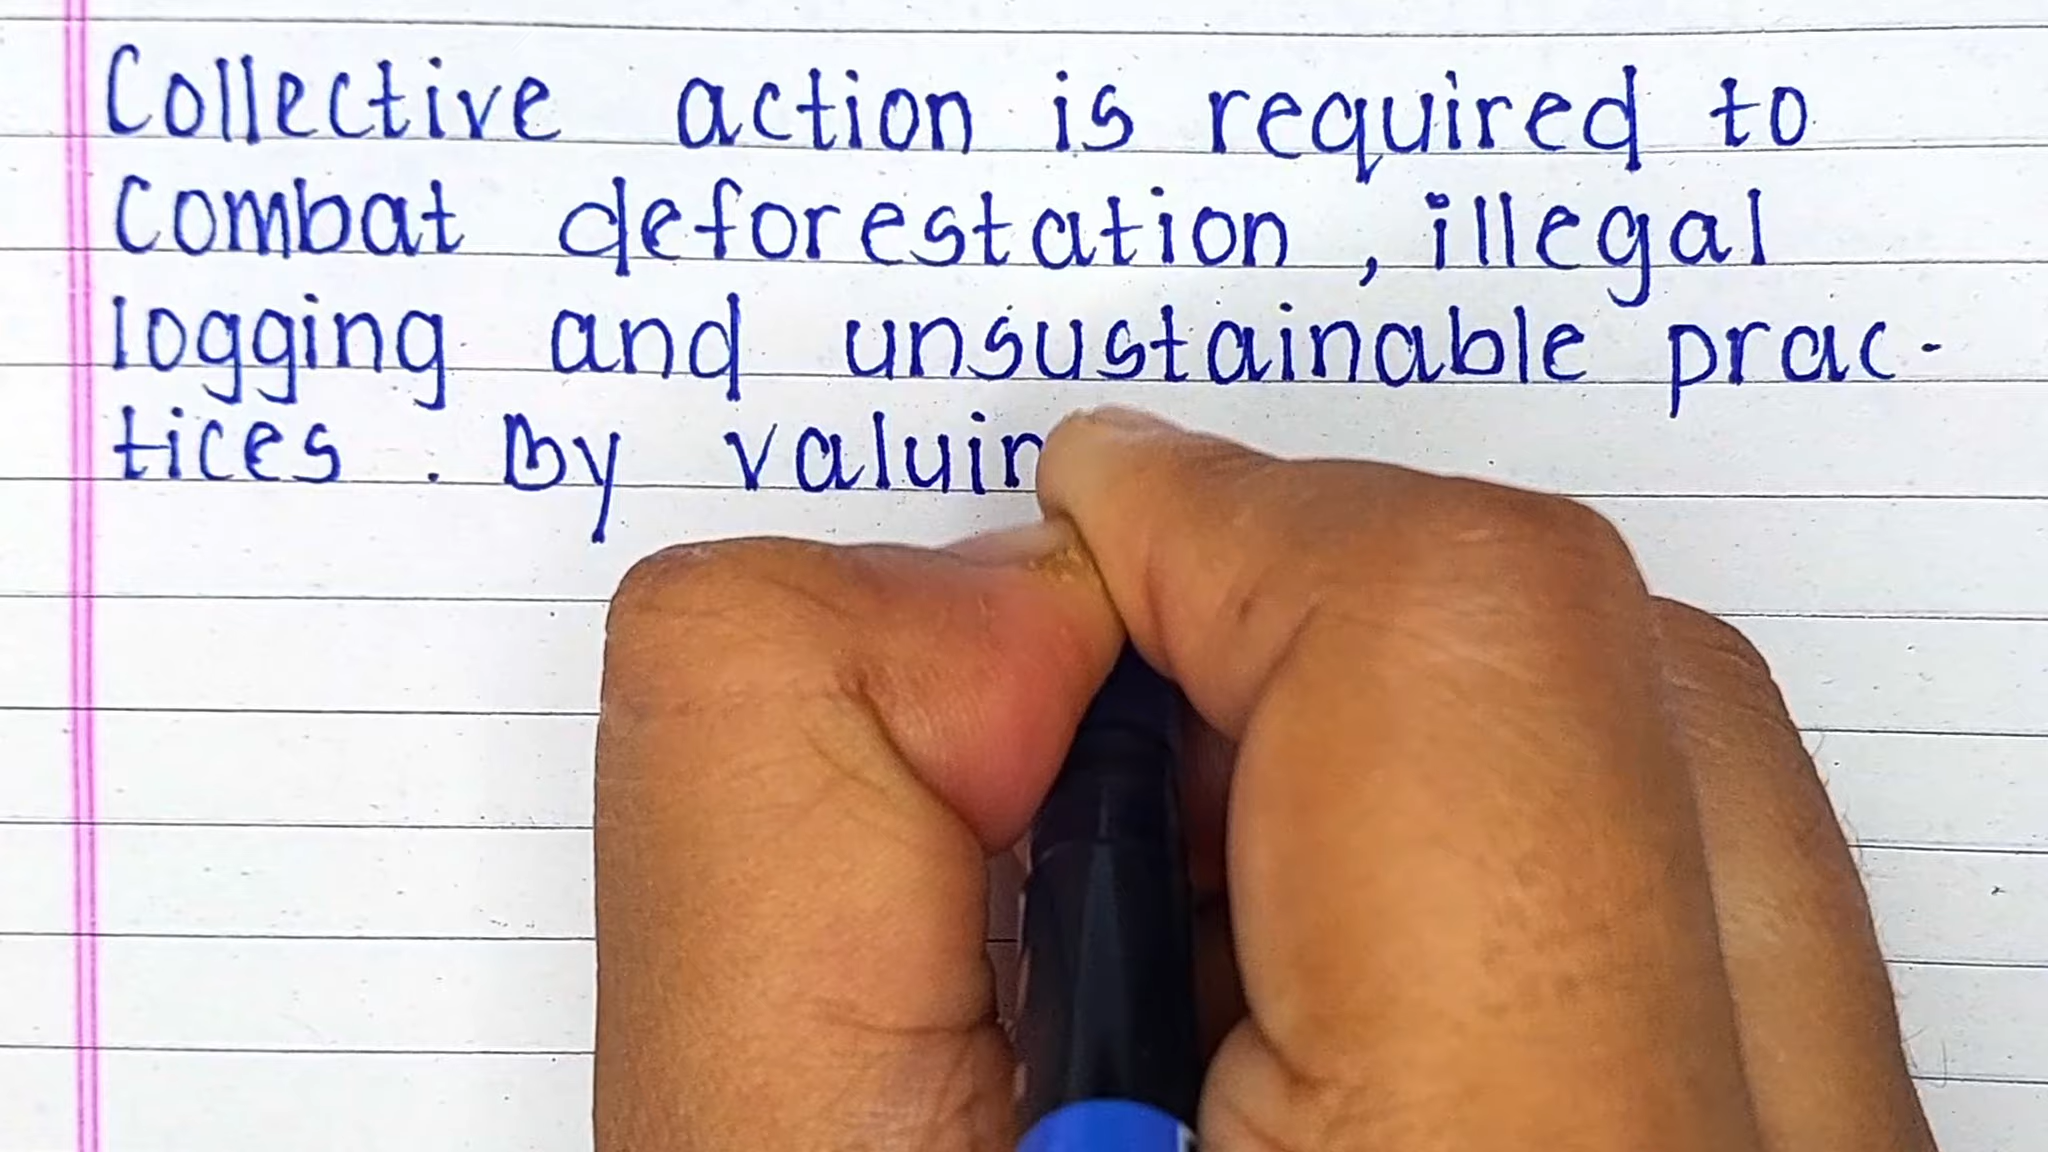 Collective action is required to
combat deforestation, illegal
logging and unsustainable prac-
tices. By valuin